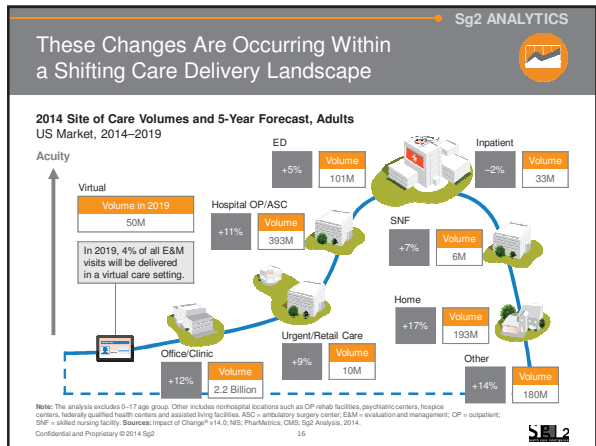 Sg2 ANALYTICS
These Changes Are Occurring Within
a Shifting Care Delivery Landscape
2014 Site of Care Volumes and 5-Year Forecast, Adults
US Market, 2014–2019
Acuity
Virtual
Volume in 2019
50M
In 2019, 4% of all E&M
visits will be delivered
in a virtual care setting.
Office/Clinic
+12%
Volume
2.2 Billion
Urgent/Retail Care
+9%
Volume
10M
Hospital OP/ASC
+11%
Volume
393M
ED
+5%
Volume
101M
Inpatient
–2%
Volume
33M
SNF
+7%
Volume
6M
Home
+17%
Volume
193M
Other
+14%
Volume
180M
Note: The analysis excludes 0–17 age group. Other includes nonhospital locations such as OP rehab facilities, psychiatric centers, hospice
centers, federally qualified health centers and assisted living facilities. ASC = ambulatory surgery center; E&M = evaluation and management; OP = outpatient;
SNF = skilled nursing facility. Sources: Impact of Change® v14.0; NIS; PharMetrics; CMS; Sg2 Analysis, 2014.
Confidential and Proprietary © 2014 Sg2
16
Sg2